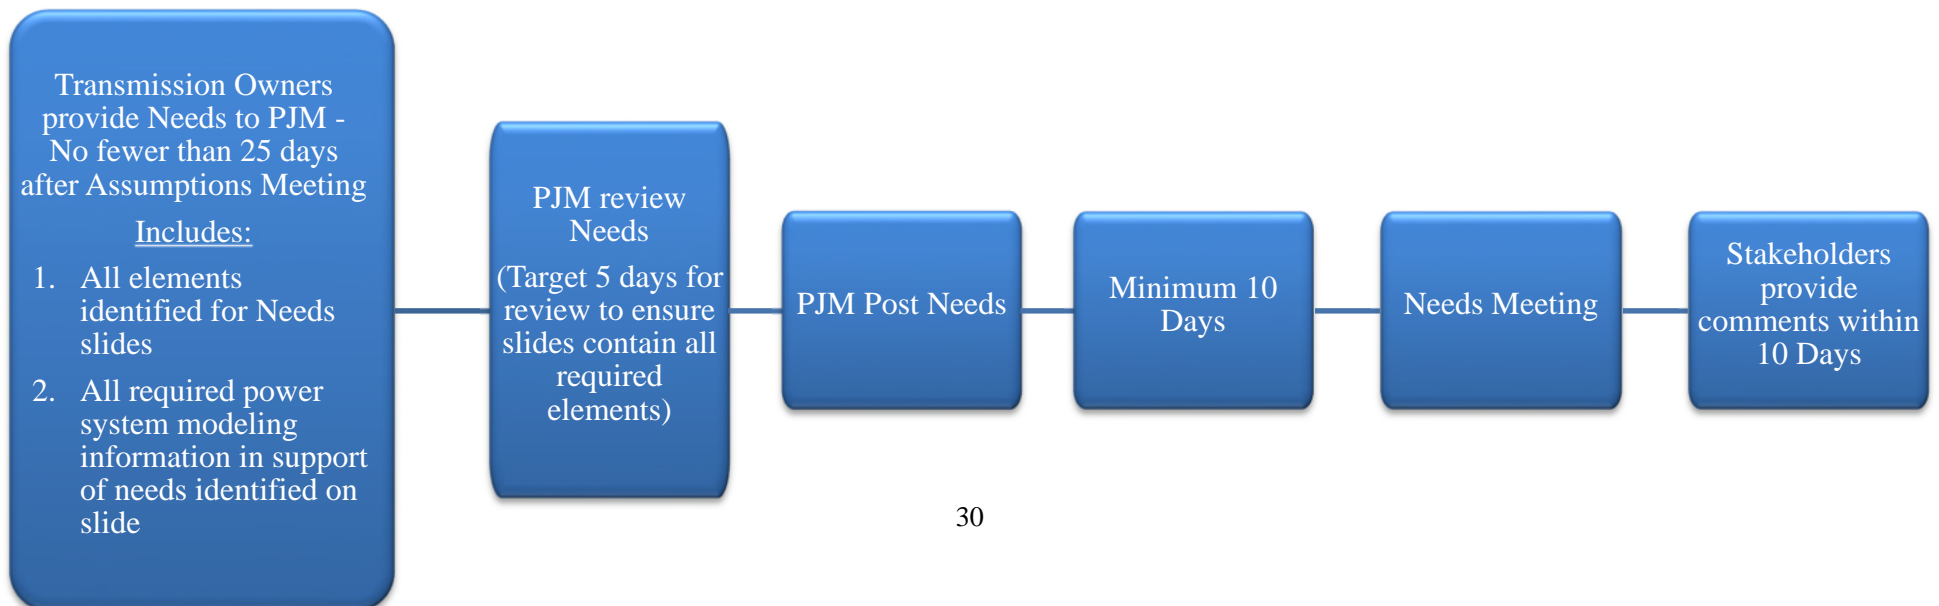 Transmission Owners
provide Needs to PJM -
No fewer than 25 days
after Assumptions Meeting
Includes:
1. All elements
identified for Needs
slides
2. All required power
system modeling
information in support
of needs identified on
slide
PJM review
Needs
(Target 5 days for
review to ensure
slides contain all
required
elements)
PJM Post Needs
Minimum 10
Days
Needs Meeting
Stakeholders
provide
comments within
10 Days
30